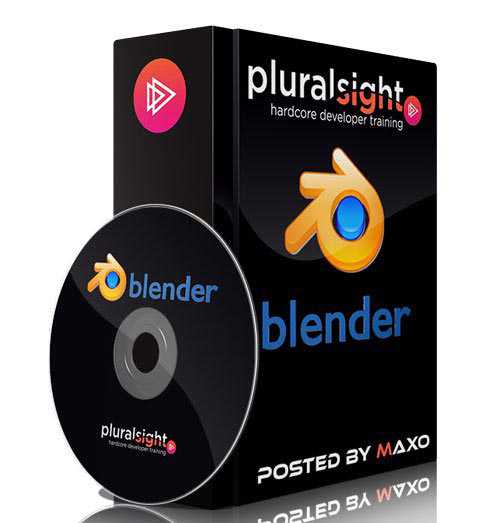 pluralsight
hardcore developer training
blender
POSTED BY MAXO
blender
pluralsight
hardcore developer training